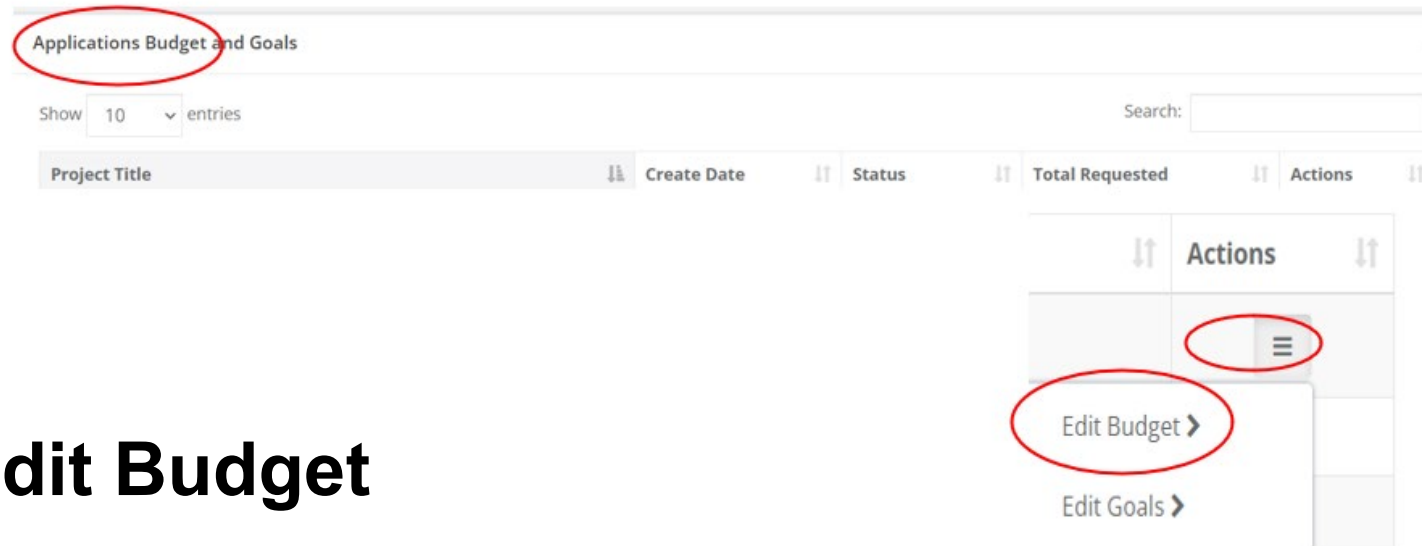 Applications Budget and Goals
Show 10 entries
Search:
Project Title Create Date Status Total Requested Actions
Actions
Edit Budget
Edit Goals
dit Budget